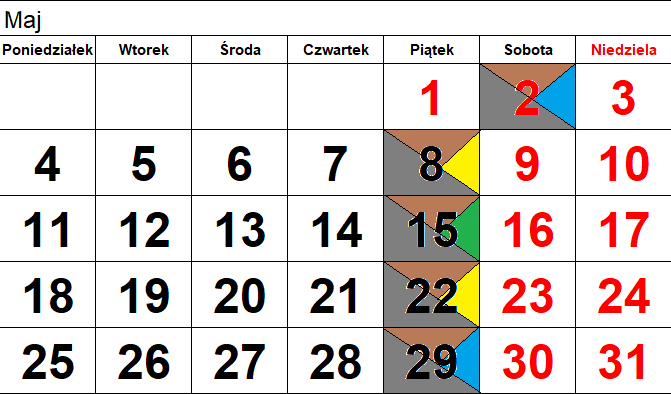 Maj
Poniedziałek Wtorek Środa Czwartek Piątek Sobota Niedziela
1 2 3
4 5 6 7 8 9 10
11 12 13 14 15 16 17
18 19 20 21 22 23 24
25 26 27 28 29 30 31